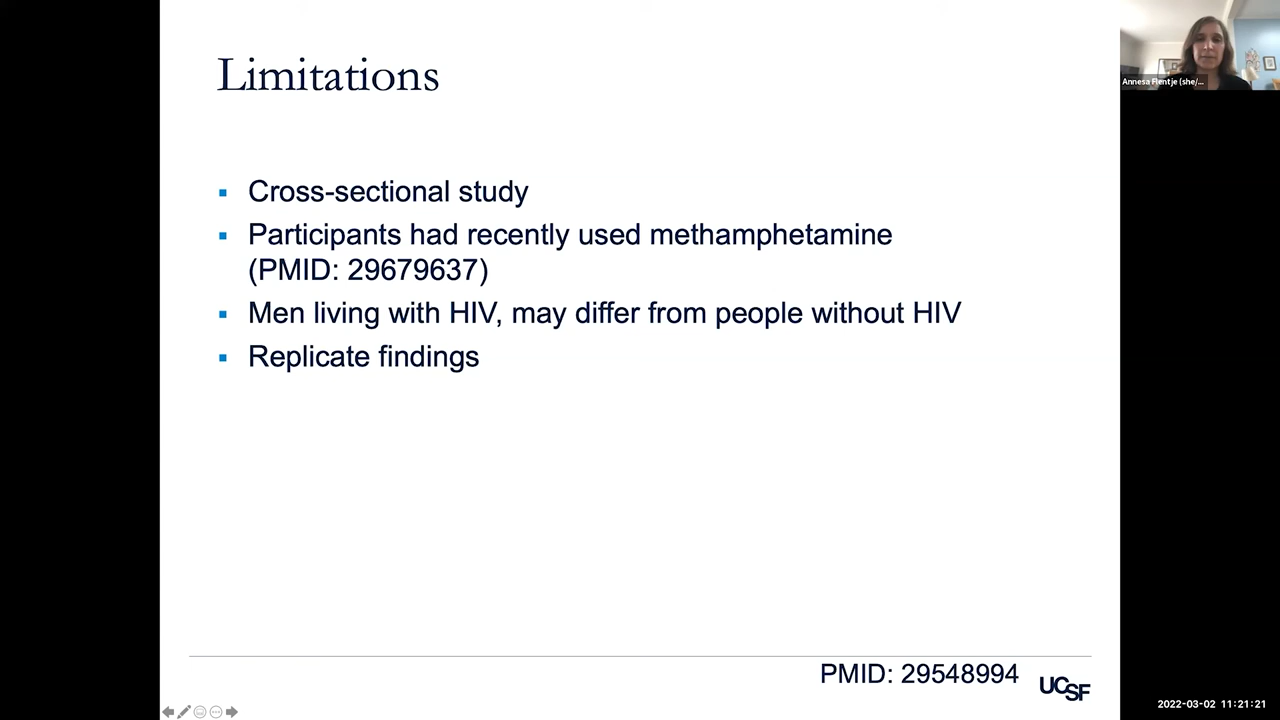 Limitations
Annesa Flentje (she/...
Cross-sectional study
Participants had recently used methamphetamine
(PMID: 29679637)
Men living with HIV, may differ from people without HIV
Replicate findings
PMID: 29548994
UCSF
2022-03-02 11:21:21